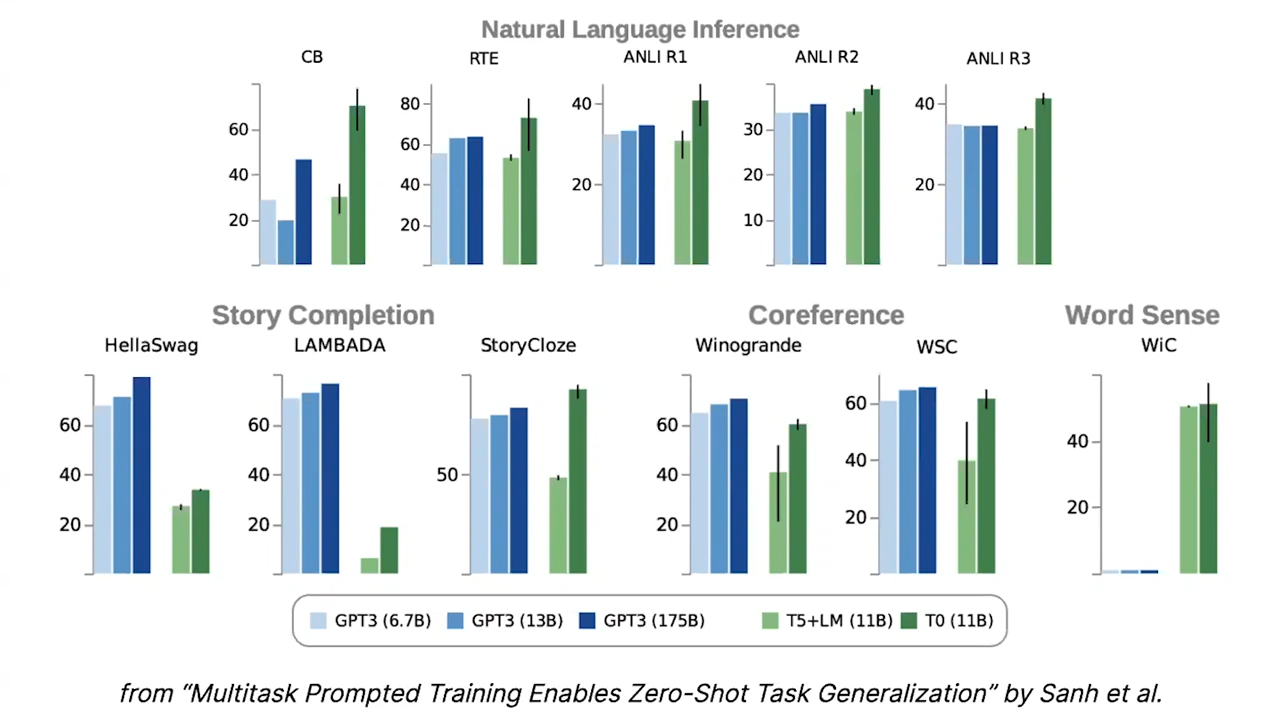 Natural Language Inference
CB RTE ANLI R1 ANLI R2 ANLI R3
60 40 20
80 60 40 20
40 20
30 20 10
40 20
Story Completion Coreference Word Sense
HellaSwag LAMBADA StoryCloze Winogrande WSC WiC
60 40 20
60 40 20
50
60 40 20
60 40 20
40 20
GPT3 (6.7B) GPT3 (13B) GPT3 (175B) T5+LM (11B) T0 (11B)
from “Multitask Prompted Training Enables Zero-Shot Task Generalization” by Sanh et al.